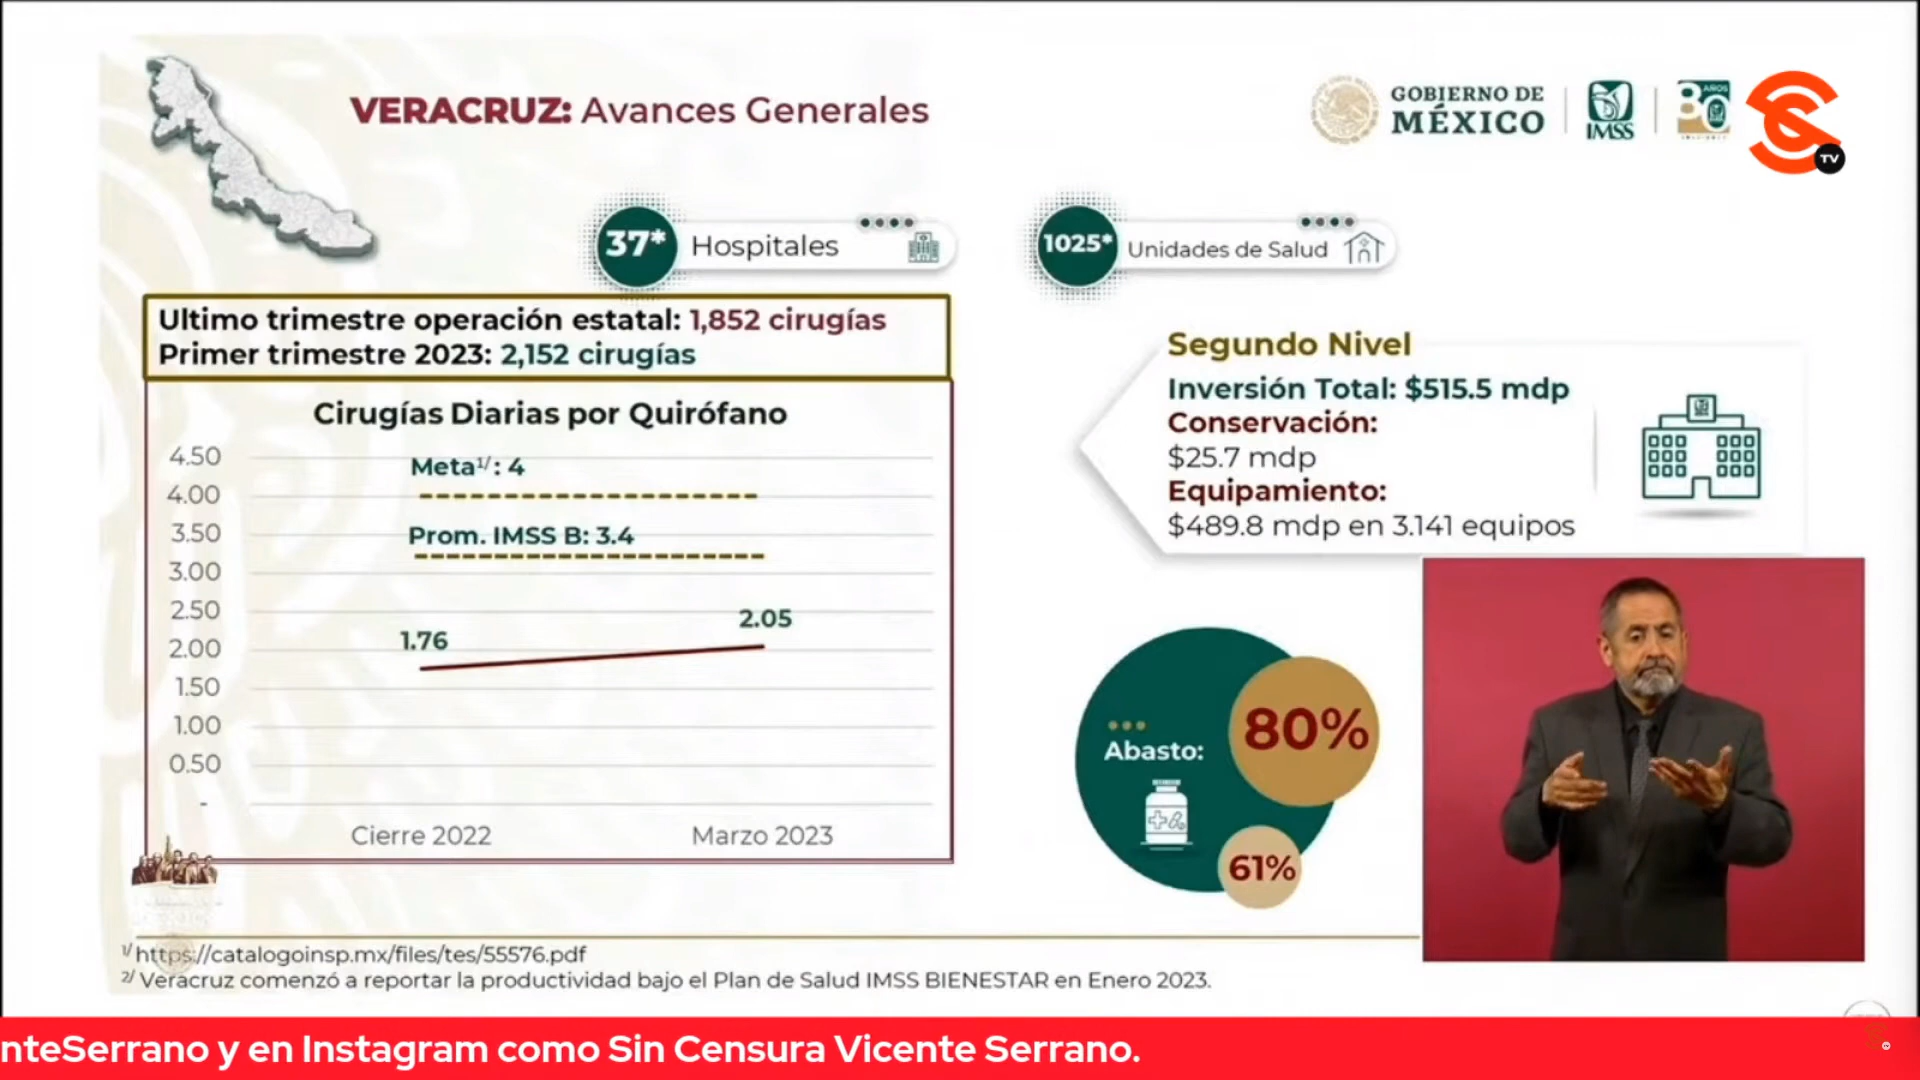 VERACRUZ: Avances Generales
GOBIERNO DE
MÉXICO
IMSS
80
AÑOS
TV
37* Hospitales
1025* Unidades de Salud
Ultimo trimestre operación estatal: 1,852 cirugías
Primer trimestre 2023: 2,152 cirugías
Cirugías Diarias por Quirófano
4.50
Meta1/: 4
4.00
3.50
Prom. IMSS B: 3.4
3.00
2.50
2.05
1.76
2.00
1.50
1.00
0.50
-
Cierre 2022
Marzo 2023
Segundo Nivel
Inversión Total: $515.5 mdp
Conservación:
$25.7 mdp
Equipamiento:
$489.8 mdp en 3.141 equipos
80%
Abasto:
61%
1/ https://catalogoinsp.mx/files/tes/55576.pdf
2/ Veracruz comenzó a reportar la productividad bajo el Plan de Salud IMSS BIENESTAR en Enero 2023.
nteSerrano y en Instagram como Sin Censura Vicente Serrano.